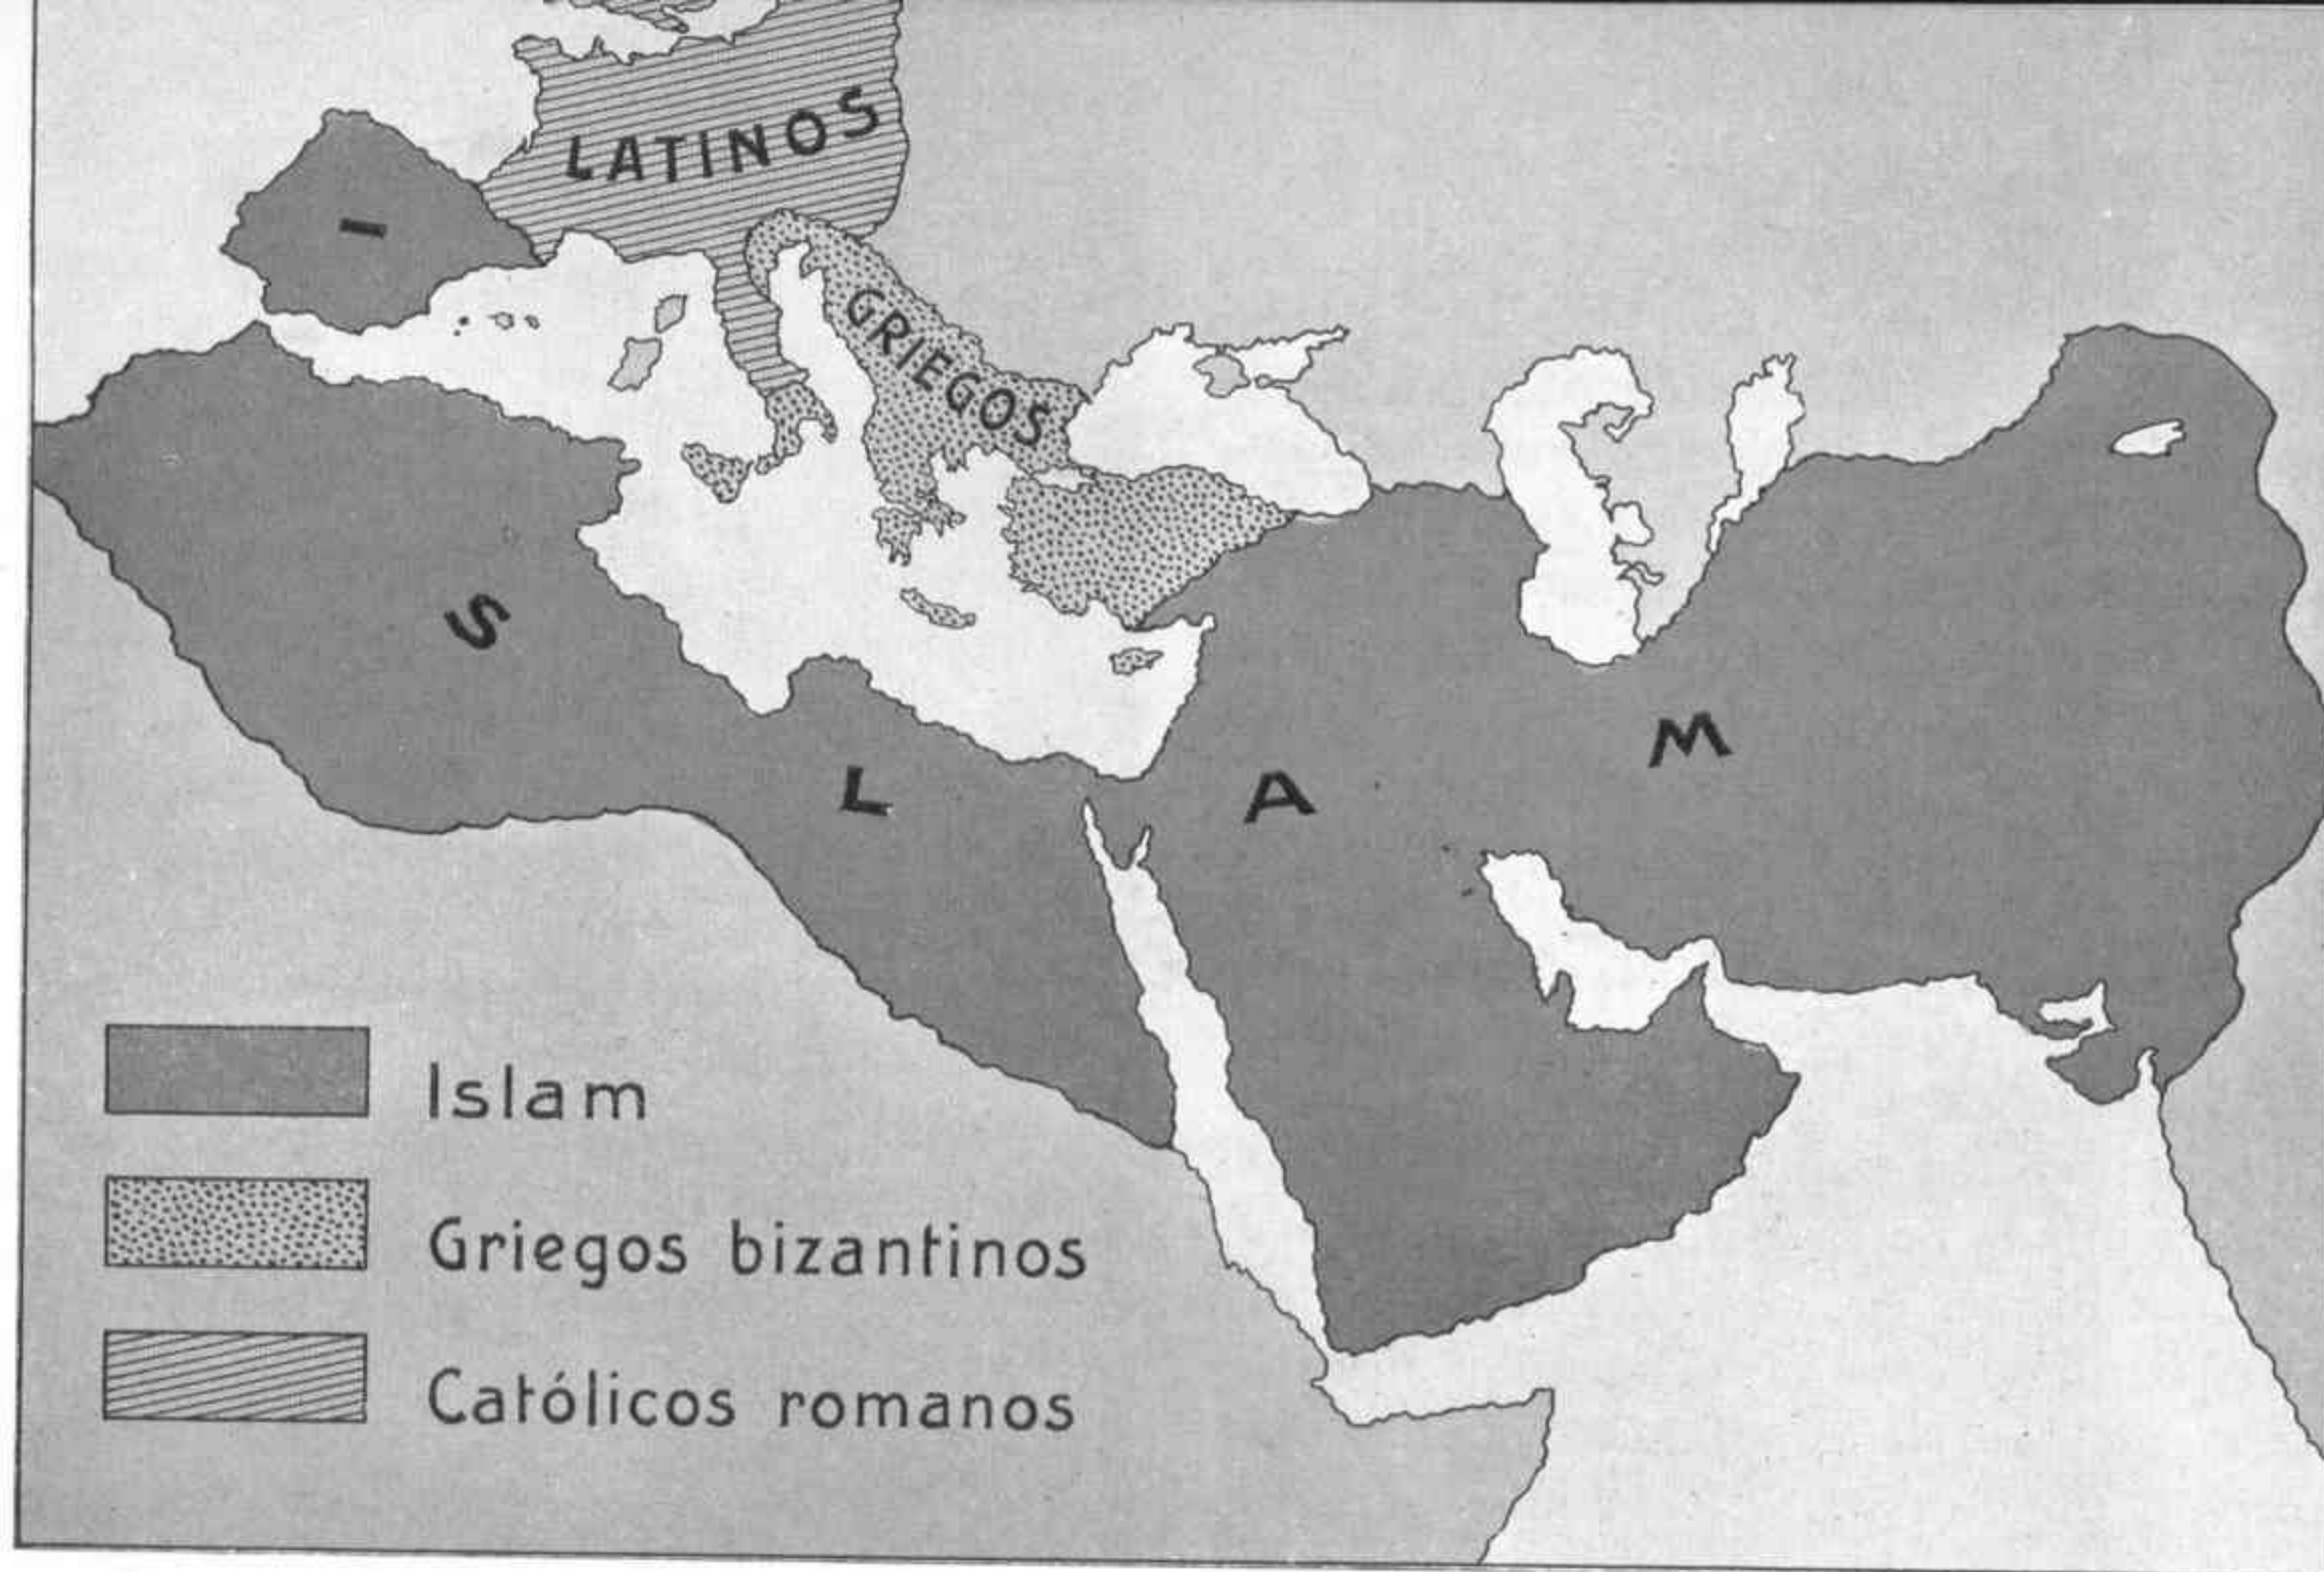 LATINOS
GRIEGOS
I S L A M
Islam
Griegos bizantinos
Católicos romanos